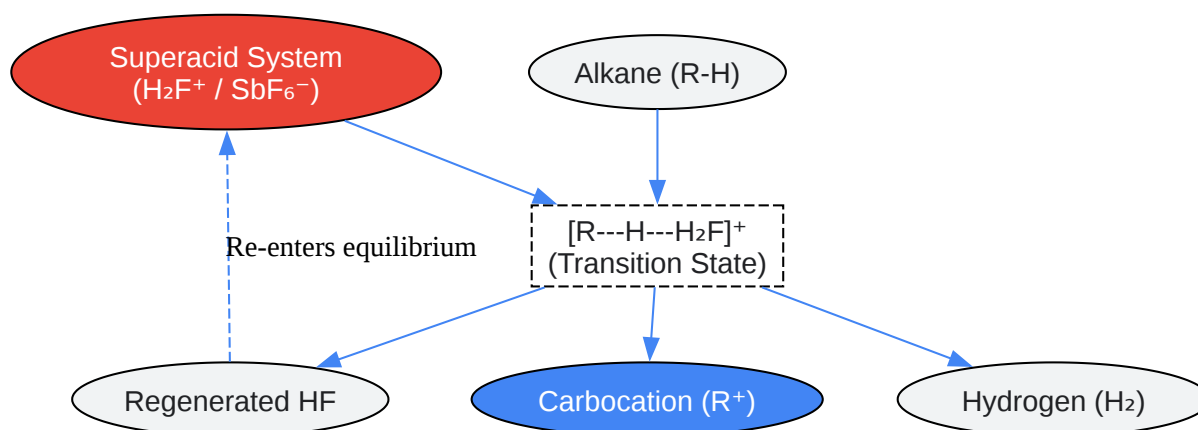 Superacid System
(H₂F⁺ / SbF₆⁻)
Alkane (R-H)
[R---H---H₂F]⁺
(Transition State)
Re-enters equilibrium
Regenerated HF
Carbocation (R⁺)
Hydrogen (H₂)